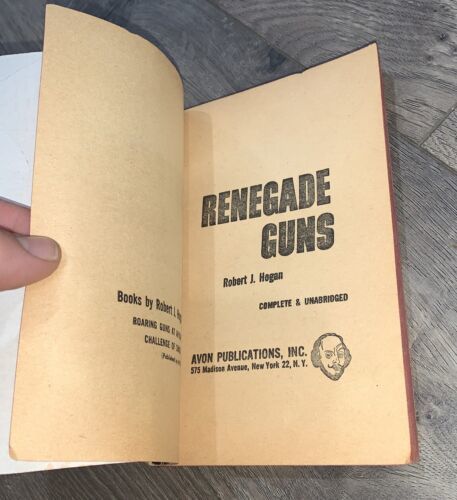 Books by Robert J.
ROARING GUNS AT
CHALLENGE OF
(Published
RENEGADE
GUNS
Robert J. Hogan
COMPLETE & UNABRIDGED
AVON PUBLICATIONS, INC.
575 Madison Avenue, New York 22, N. Y.